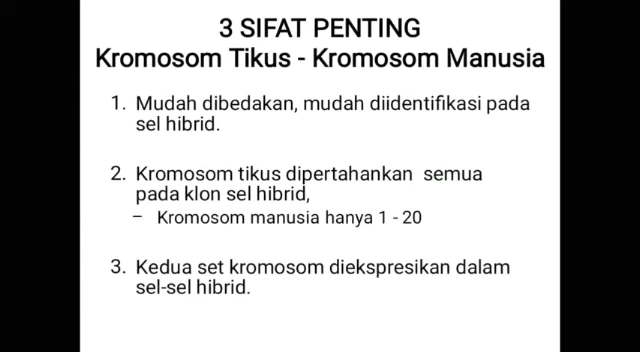 3 SIFAT PENTING
Kromosom Tikus - Kromosom Manusia
1. Mudah dibedakan, mudah diidentifikasi pada
sel hibrid.
2. Kromosom tikus dipertahankan semua
pada klon sel hibrid,
– Kromosom manusia hanya 1 - 20
3. Kedua set kromosom diekspresikan dalam
sel-sel hibrid.